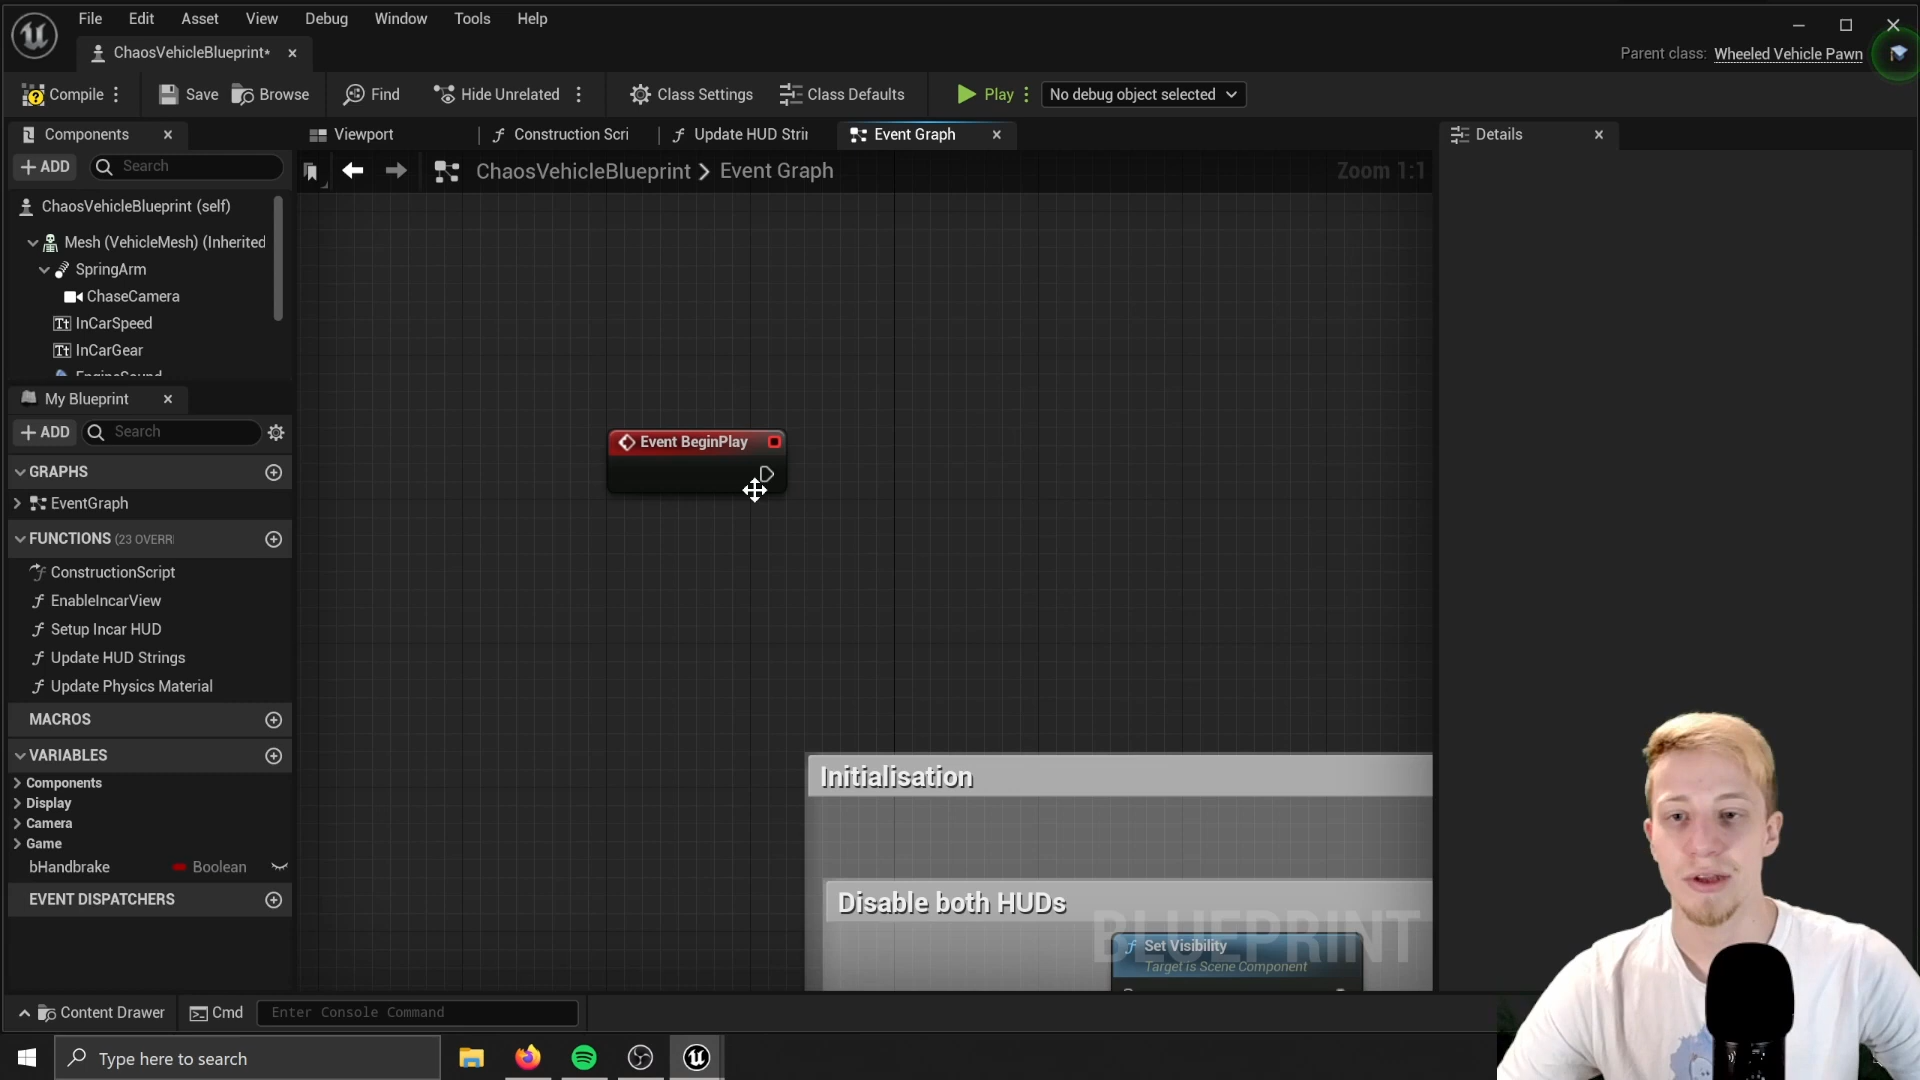 File Edit Asset View Debug Window Tools Help
ChaosVehicleBlueprint*
Parent class: Wheeled Vehicle Pawn
Compile Save Browse Find Hide Unrelated Class Settings Class Defaults Play No debug object selected
Components Viewport Construction Scri Update HUD Strir Event Graph Details
ADD Search
ChaosVehicleBlueprint > Event Graph Zoom 1:1
ChaosVehicleBlueprint (self)
Mesh (VehicleMesh) (Inherited
SpringArm
ChaseCamera
InCarSpeed
InCarGear
EngineSound
My Blueprint
ADD Search
Event BeginPlay
GRAPHS
EventGraph
FUNCTIONS (23 OVERRI
ConstructionScript
EnableIncarView
Setup Incar HUD
Update HUD Strings
Update Physics Material
MACROS
VARIABLES
Components
Display
Camera
Game
bHandbrake Boolean
EVENT DISPATCHERS
Initialisation
Disable both HUDs
BLUEPRINT
Set Visibility
Target is Scene Component
Content Drawer Cmd Enter Console Command
Type here to search